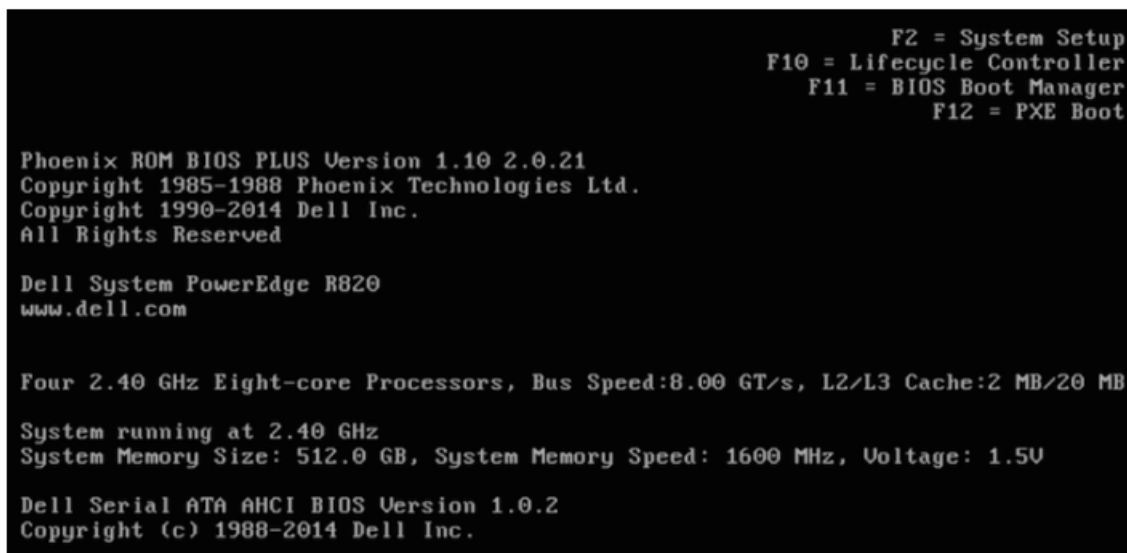 F2 = System Setup
F10 = Lifecycle Controller
F11 = BIOS Boot Manager
F12 = PXE Boot
Phoenix ROM BIOS PLUS Version 1.10 2.0.21
Copyright 1985-1988 Phoenix Technologies Ltd.
Copyright 1990-2014 Dell Inc.
All Rights Reserved
Dell System PowerEdge R820
www.dell.com
Four 2.40 GHz Eight-core Processors, Bus Speed:8.00 GT/s, L2/L3 Cache:2 MB/20 MB
System running at 2.40 GHz
System Memory Size: 512.0 GB, System Memory Speed: 1600 MHz, Voltage: 1.5V
Dell Serial ATA AHCI BIOS Version 1.0.2
Copyright (c) 1988-2014 Dell Inc.